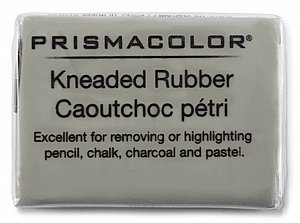 PRISMACOLOR®
Kneaded Rubber
Caoutchoc pétri
Excellent for removing or highlighting
pencil, chalk, charcoal and pastel.